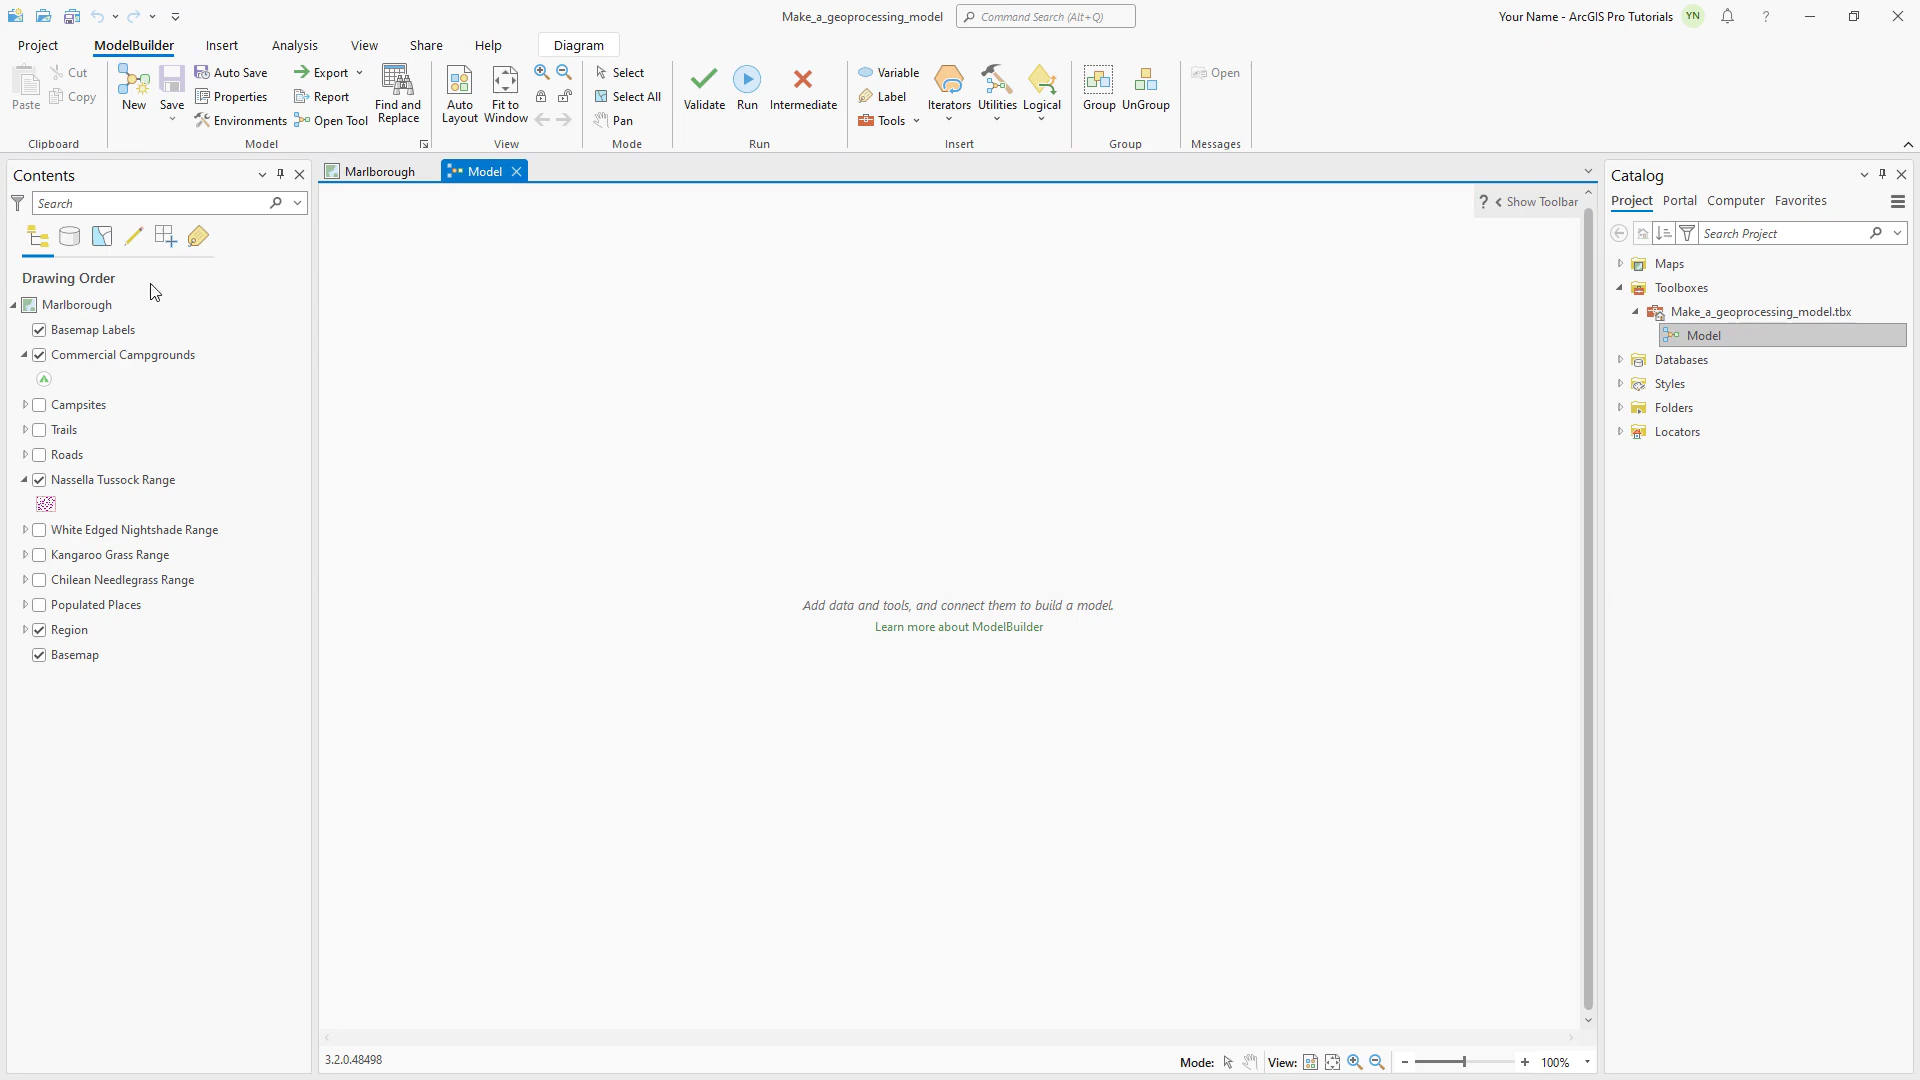 Make_a_geoprocessing_model
Command Search (Alt+Q)
Your Name - ArcGIS Pro Tutorials
YN
?
Project
ModelBuilder
Insert
Analysis
View
Share
Help
Diagram
Paste
Cut
Copy
Clipboard
New
Save
Auto Save
Properties
Environments
Export
Report
Open Tool
Find and Replace
Model
Auto Layout
Fit to Window
View
Select
Select All
Pan
Mode
Validate
Run
Intermediate
Run
Variable
Label
Tools
Iterators
Utilities
Logical
Insert
Group
UnGroup
Group
Open
Messages
Contents
Search
Drawing Order
Marlborough
Basemap Labels
Commercial Campgrounds
Campsites
Trails
Roads
Nassella Tussock Range
White Edged Nightshade Range
Kangaroo Grass Range
Chilean Needlegrass Range
Populated Places
Region
Basemap
Marlborough
Model
? Show Toolbar
Add data and tools, and connect them to build a model.
Learn more about ModelBuilder
3.2.0.48498
Mode:
View:
100%
Catalog
Project
Portal
Computer
Favorites
Search Project
Maps
Toolboxes
Make_a_geoprocessing_model.tbx
Model
Databases
Styles
Folders
Locators